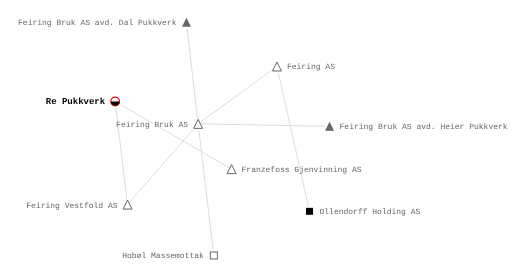 Feiring Bruk AS avd. Dal Pukkverk
Feiring AS
Re Pukkverk
Feiring Bruk AS
Feiring Bruk AS avd. Heier Pukkverk
Franzefoss Gjenvinning AS
Feiring Vestfold AS
Ollendorff Holding AS
Hobøl Massemottak